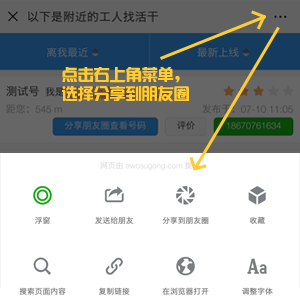 以下是附近的工人找活干
离我最近
最新上线
点击右上角菜单，
选择分享到朋友圈
测试号 我是
距您：545 m
发布于
-07-10 11:05
分享朋友圈查看号码
评价
18670761634
网页由 owosugong.com 提供
浮窗
发送给朋友
分享到朋友圈
收藏
搜索页面内容
复制链接
在浏览器打开
Aa
调整字体